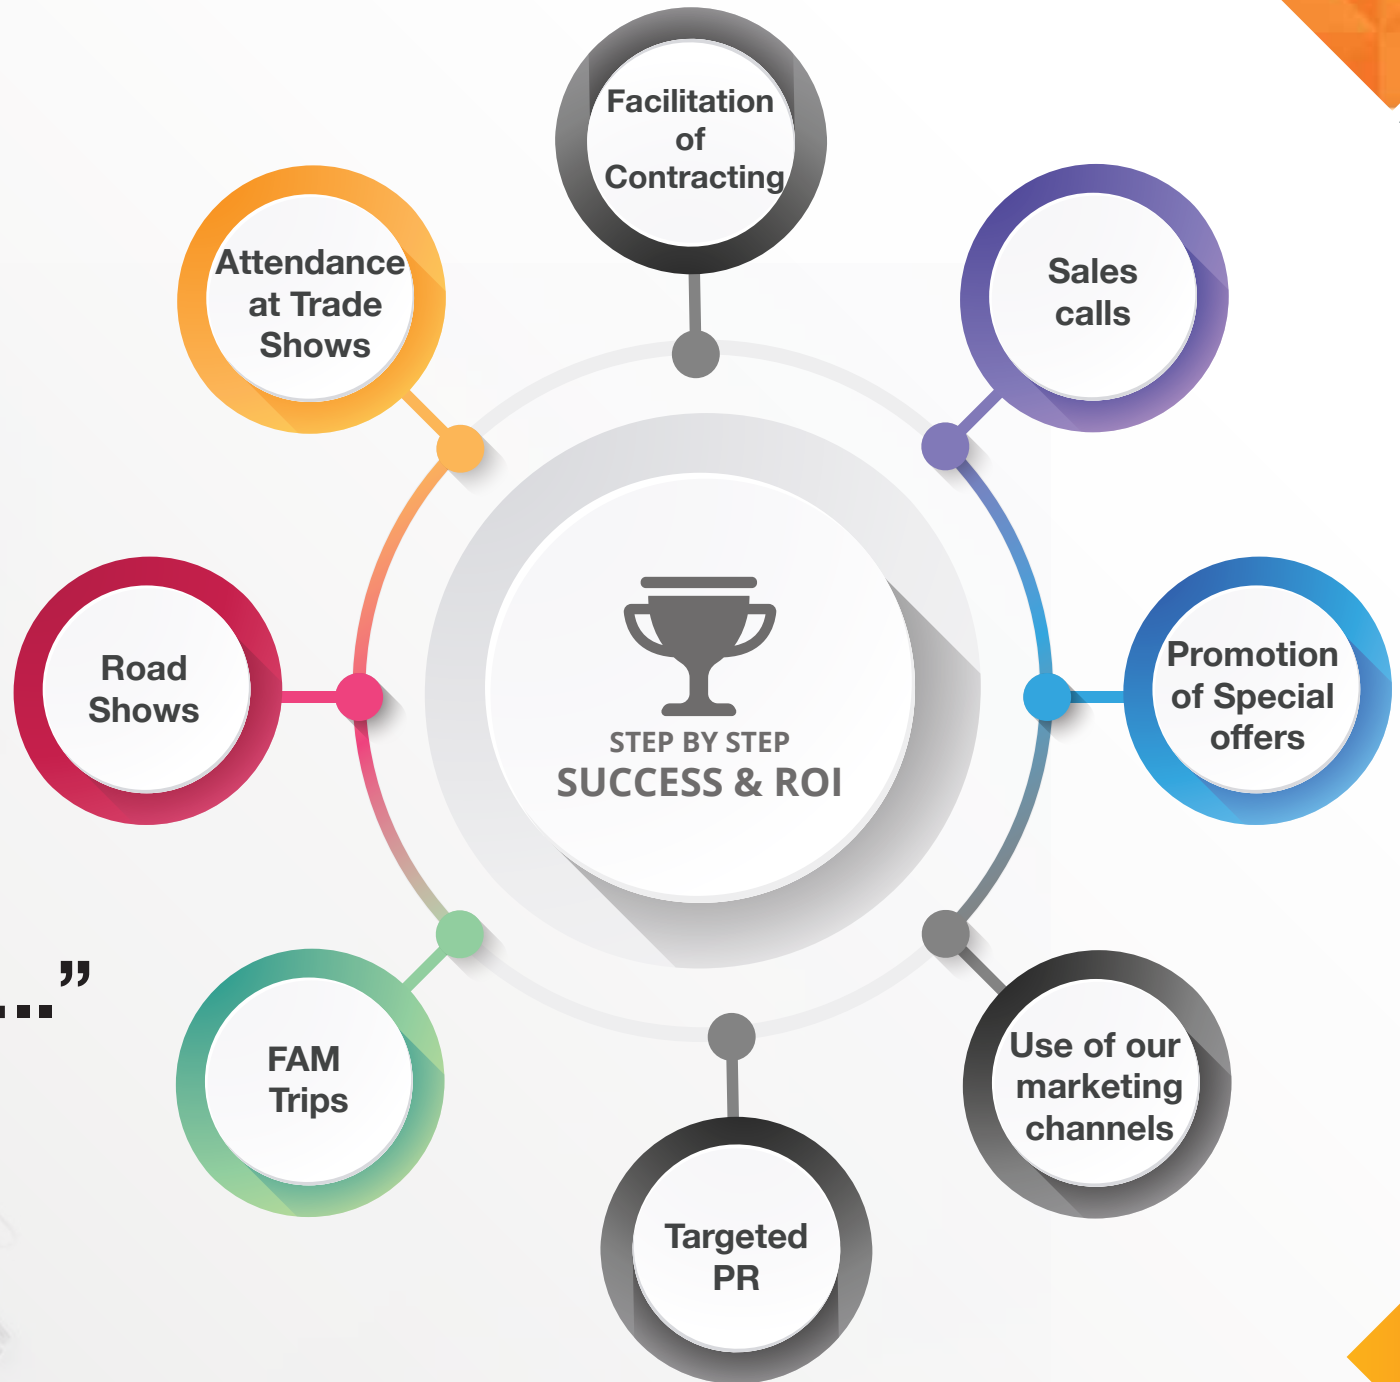 Facilitation
of
Contracting
Attendance
at Trade
Shows
Sales
calls
Road
Shows
STEP BY STEP
SUCCESS & ROI
Promotion
of Special
offers
...”
FAM
Trips
Use of our
marketing
channels
Targeted
PR